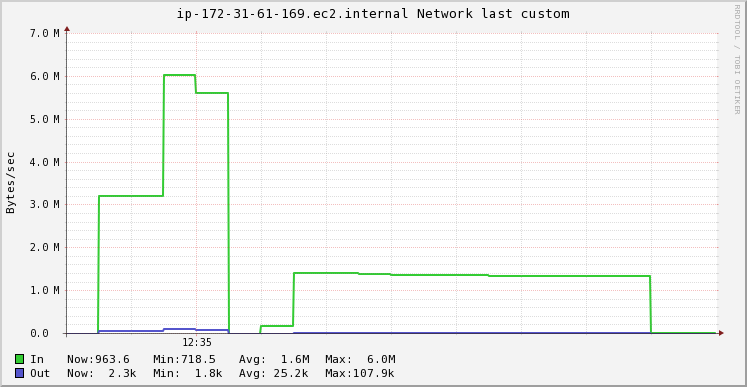 ip-172-31-61-169.ec2.internal Network last custom
RRDTOOL / TOBI OETIKER
Bytes/sec
7.0 M
6.0 M
5.0 M
4.0 M
3.0 M
2.0 M
1.0 M
0.0
12:35
In Now:963.6 Min:718.5 Avg: 1.6M Max: 6.0M
Out Now: 2.3k Min: 1.8k Avg: 25.2k Max:107.9k